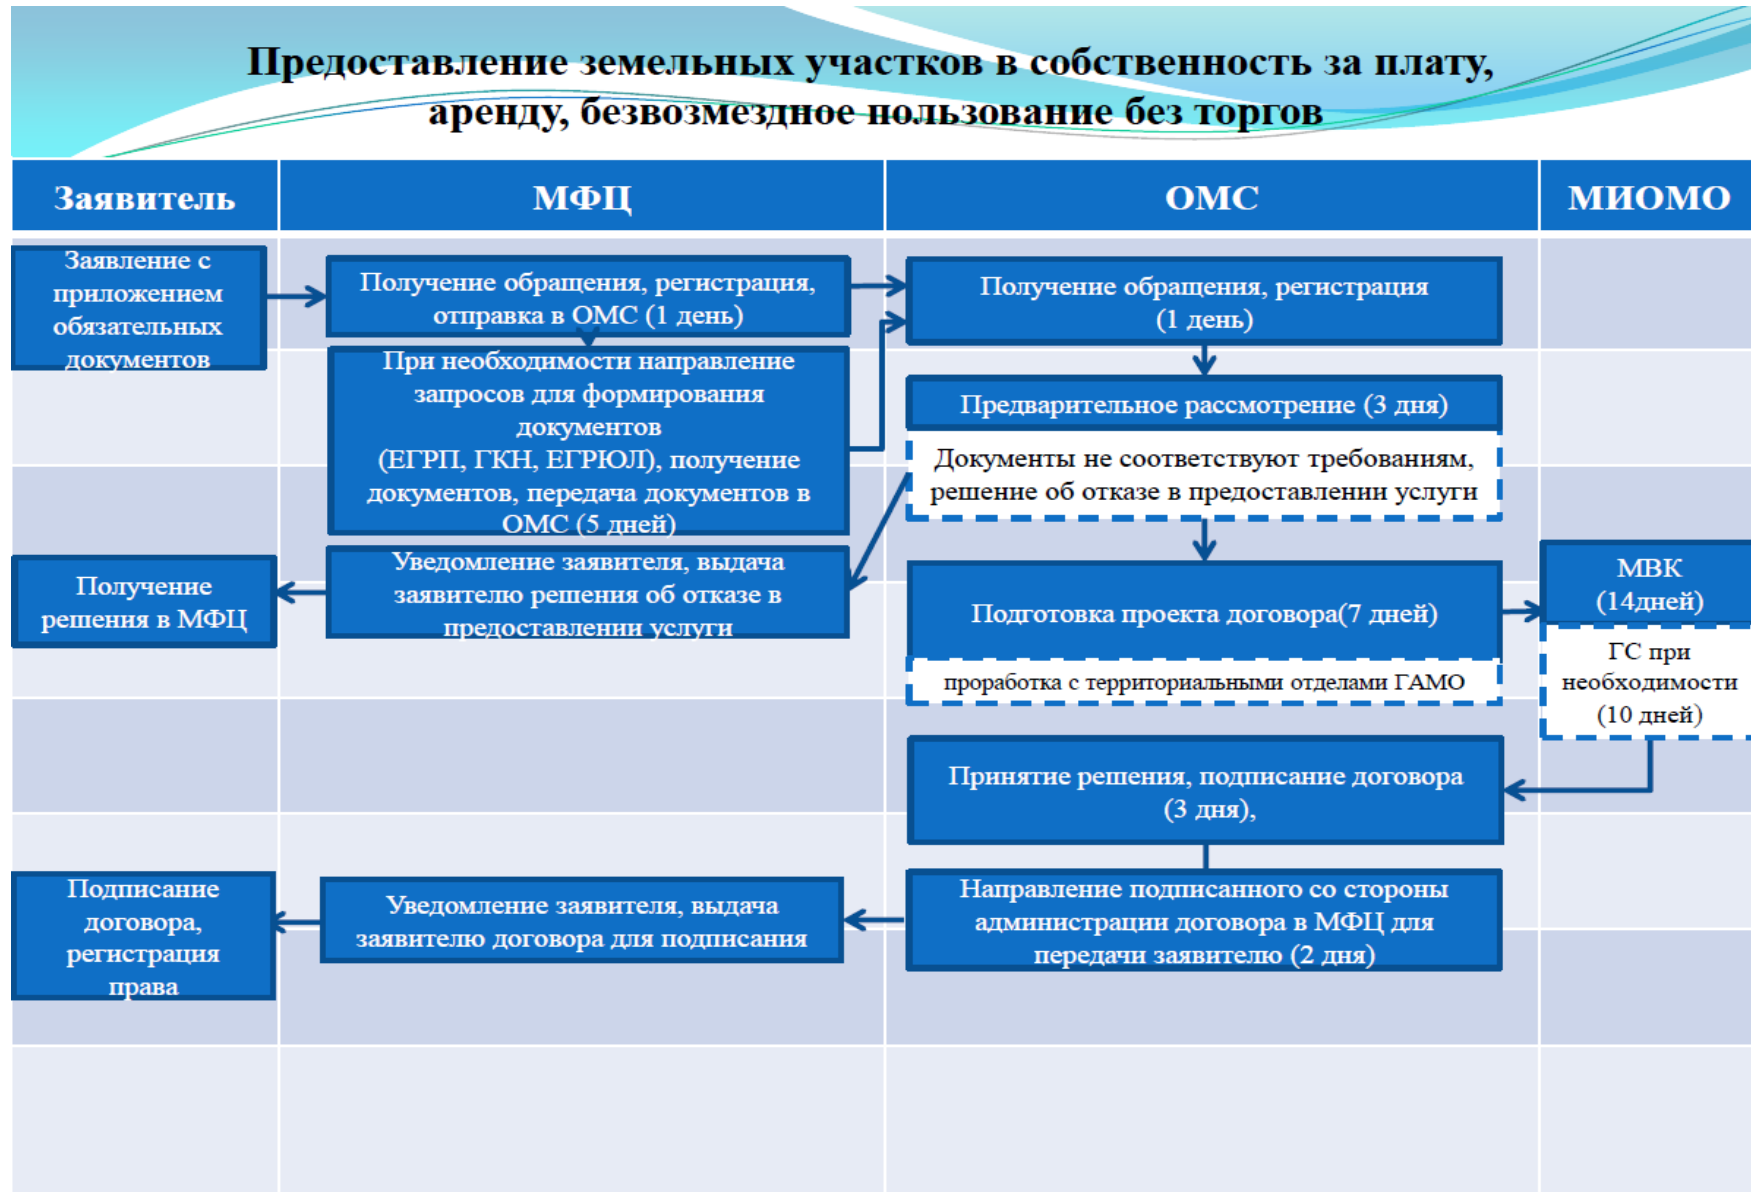 Предоставление земельных участков в собственность за плату,
аренду, безвозмездное пользование без торгов
Заявитель
МФЦ
ОМС
МИОМО
Заявление с
приложением
обязательных
документов
Получение обращения, регистрация,
отправка в ОМС (1 день)
Получение обращения, регистрация
(1 день)
При необходимости направление
запросов для формирования
документов
(ЕГРП, ГКН, ЕГРЮЛ), получение
документов, передача документов в
ОМС (5 дней)
Предварительное рассмотрение (3 дня)
Документы не соответствуют требованиям,
решение об отказе в предоставлении услуги
Получение
решения в МФЦ
Уведомление заявителя, выдача
заявителю решения об отказе в
предоставлении услуги
Подготовка проекта договора(7 дней)
проработка с территориальными отделами ГАМО
МВК
(14дней)
ГС при
необходимости
(10 дней)
Принятие решения, подписание договора
(3 дня),
Подписание
договора,
регистрация
права
Уведомление заявителя, выдача
заявителю договора для подписания
Направление подписанного со стороны
администрации договора в МФЦ для
передачи заявителю (2 дня)